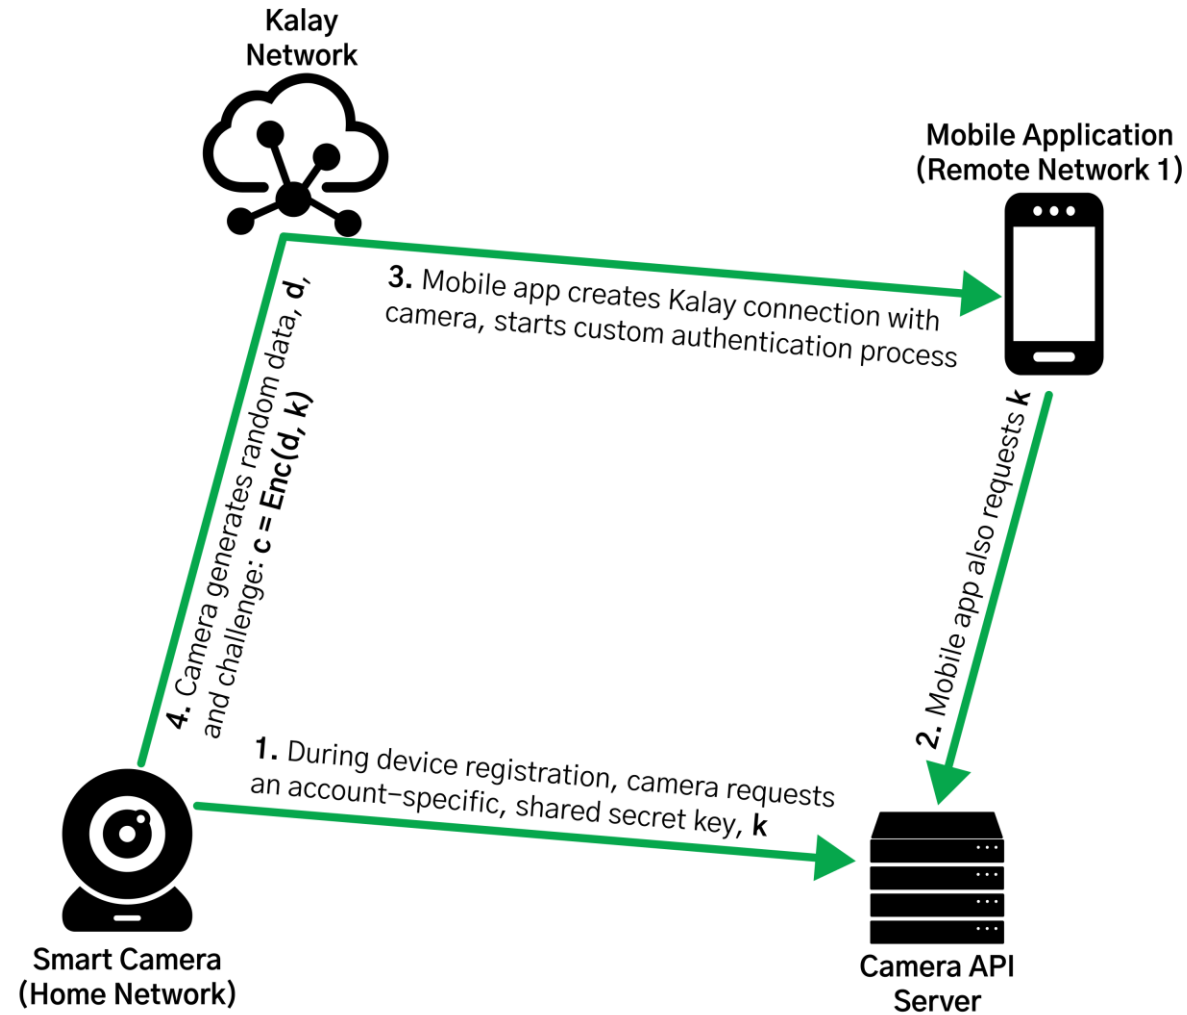 Kalay
Network
Mobile Application
(Remote Network 1)
3. Mobile app creates Kalay connection with
camera, starts custom authentication process
4. Camera generates random data, d,
and challenge: c = Enc(d, k)
2. Mobile app also requests k
1. During device registration, camera requests
an account-specific, shared secret key, k
Smart Camera
(Home Network)
Camera API
Server